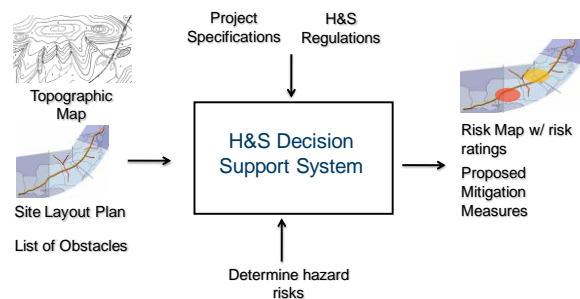 Project
Specifications
H&S
Regulations
Topographic
Map
Site Layout Plan
List of Obstacles
H&S Decision
Support System
Determine hazard
risks
Risk Map w/ risk
ratings
Proposed
Mitigation
Measures